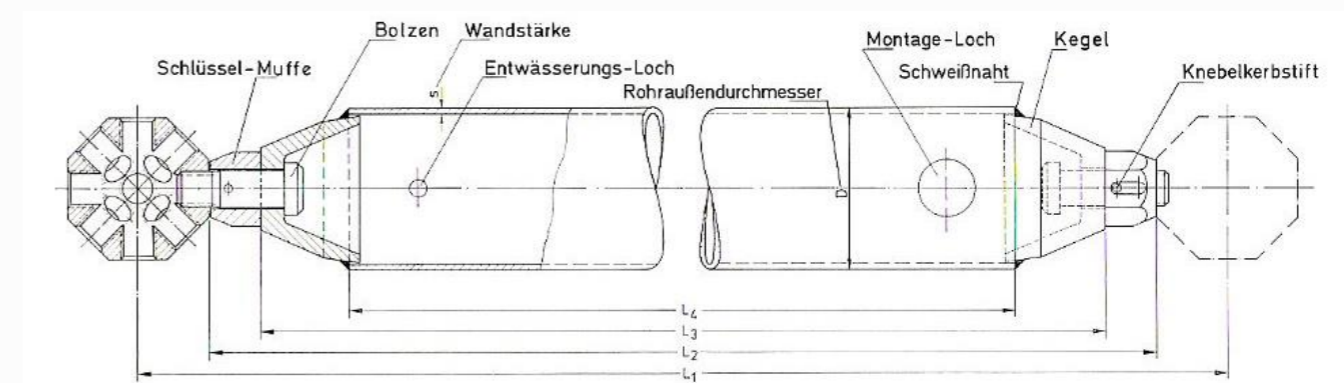 Bolzen
Wandstärke
Montage-Loch
Kegel
Schlüssel-Muffe
Entwässerungs-Loch
Schweißnaht
Knebelkerbstift
Rohraußendurchmesser
s
D
L4
L3
L2
L1